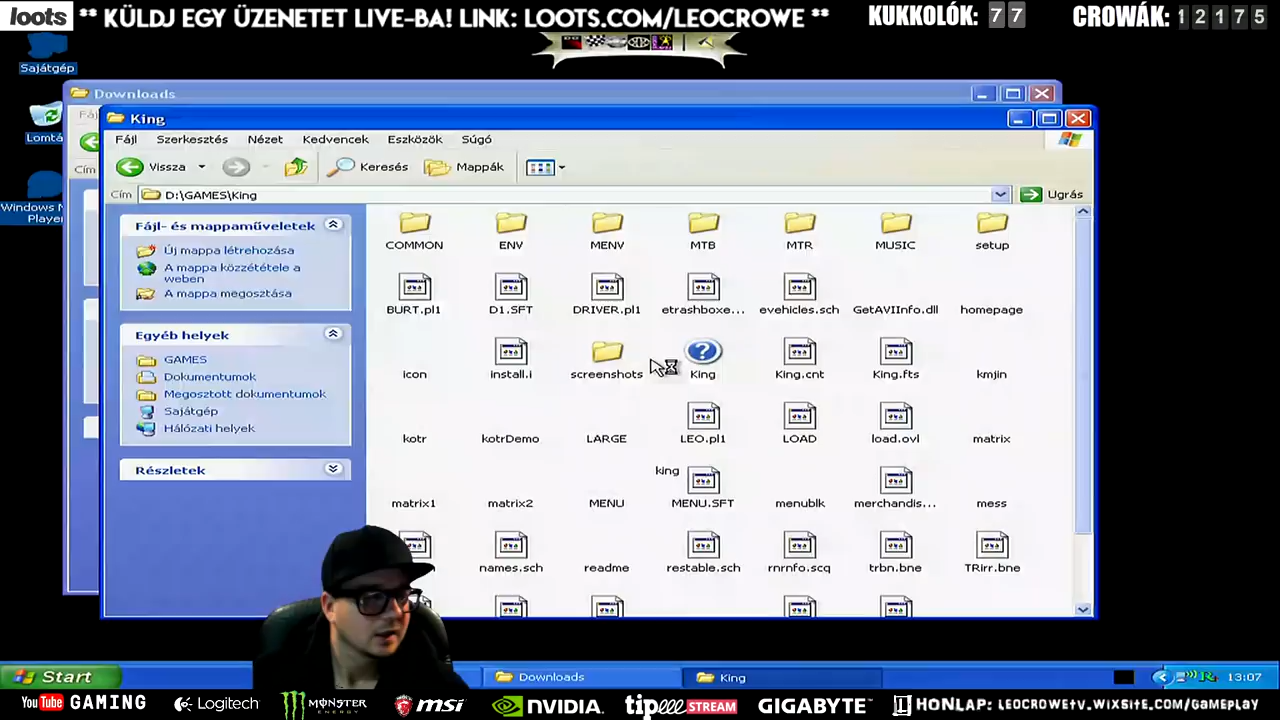 loots ** KÜLDJ EGY ÜZENETET LIVE-BA! LINK: LOOTS.COM/LEOCROWE ** KUKKOLÓK: 77 CROWÁK: 12175
Sajátgép
Downloads
King
Fájl Szerkesztés Nézet Kedvencek Eszközök Súgó
Lomtá
Vissza Keresés Mappák
Cím D:\GAMES\King Ugrás
Windows M
Player
Fájl- és mappaműveletek
Új mappa létrehozása
A mappa közzététele a
weben
A mappa megosztása
Egyéb helyek
GAMES
Dokumentumok
Megosztott dokumentumok
Sajátgép
Hálózati helyek
Részletek
COMMON ENV MENV MTB MTR MUSIC setup
BURT.pl1 D1.SFT DRIVER.pl1 etrashboxe... evehicles.sch GetAVIInfo.dll homepage
icon install.i screenshots King King.cnt King.fts kmjin
kotr kotrDemo LARGE LEO.pl1 LOAD load.ovl matrix
king
matrix1 matrix2 MENU MENU.SFT menublk merchandis... mess
names.sch readme restable.sch rnrnfo.scq trbn.bne TRirr.bne
Start Downloads King 13:07
YouTube GAMING Logitech MONSTER ENERGY msi NVIDIA. tipeeeSTREAM GIGABYTE™ HONLAP: LEOCROWETV.WIXSITE.COM/GAMEPLAY